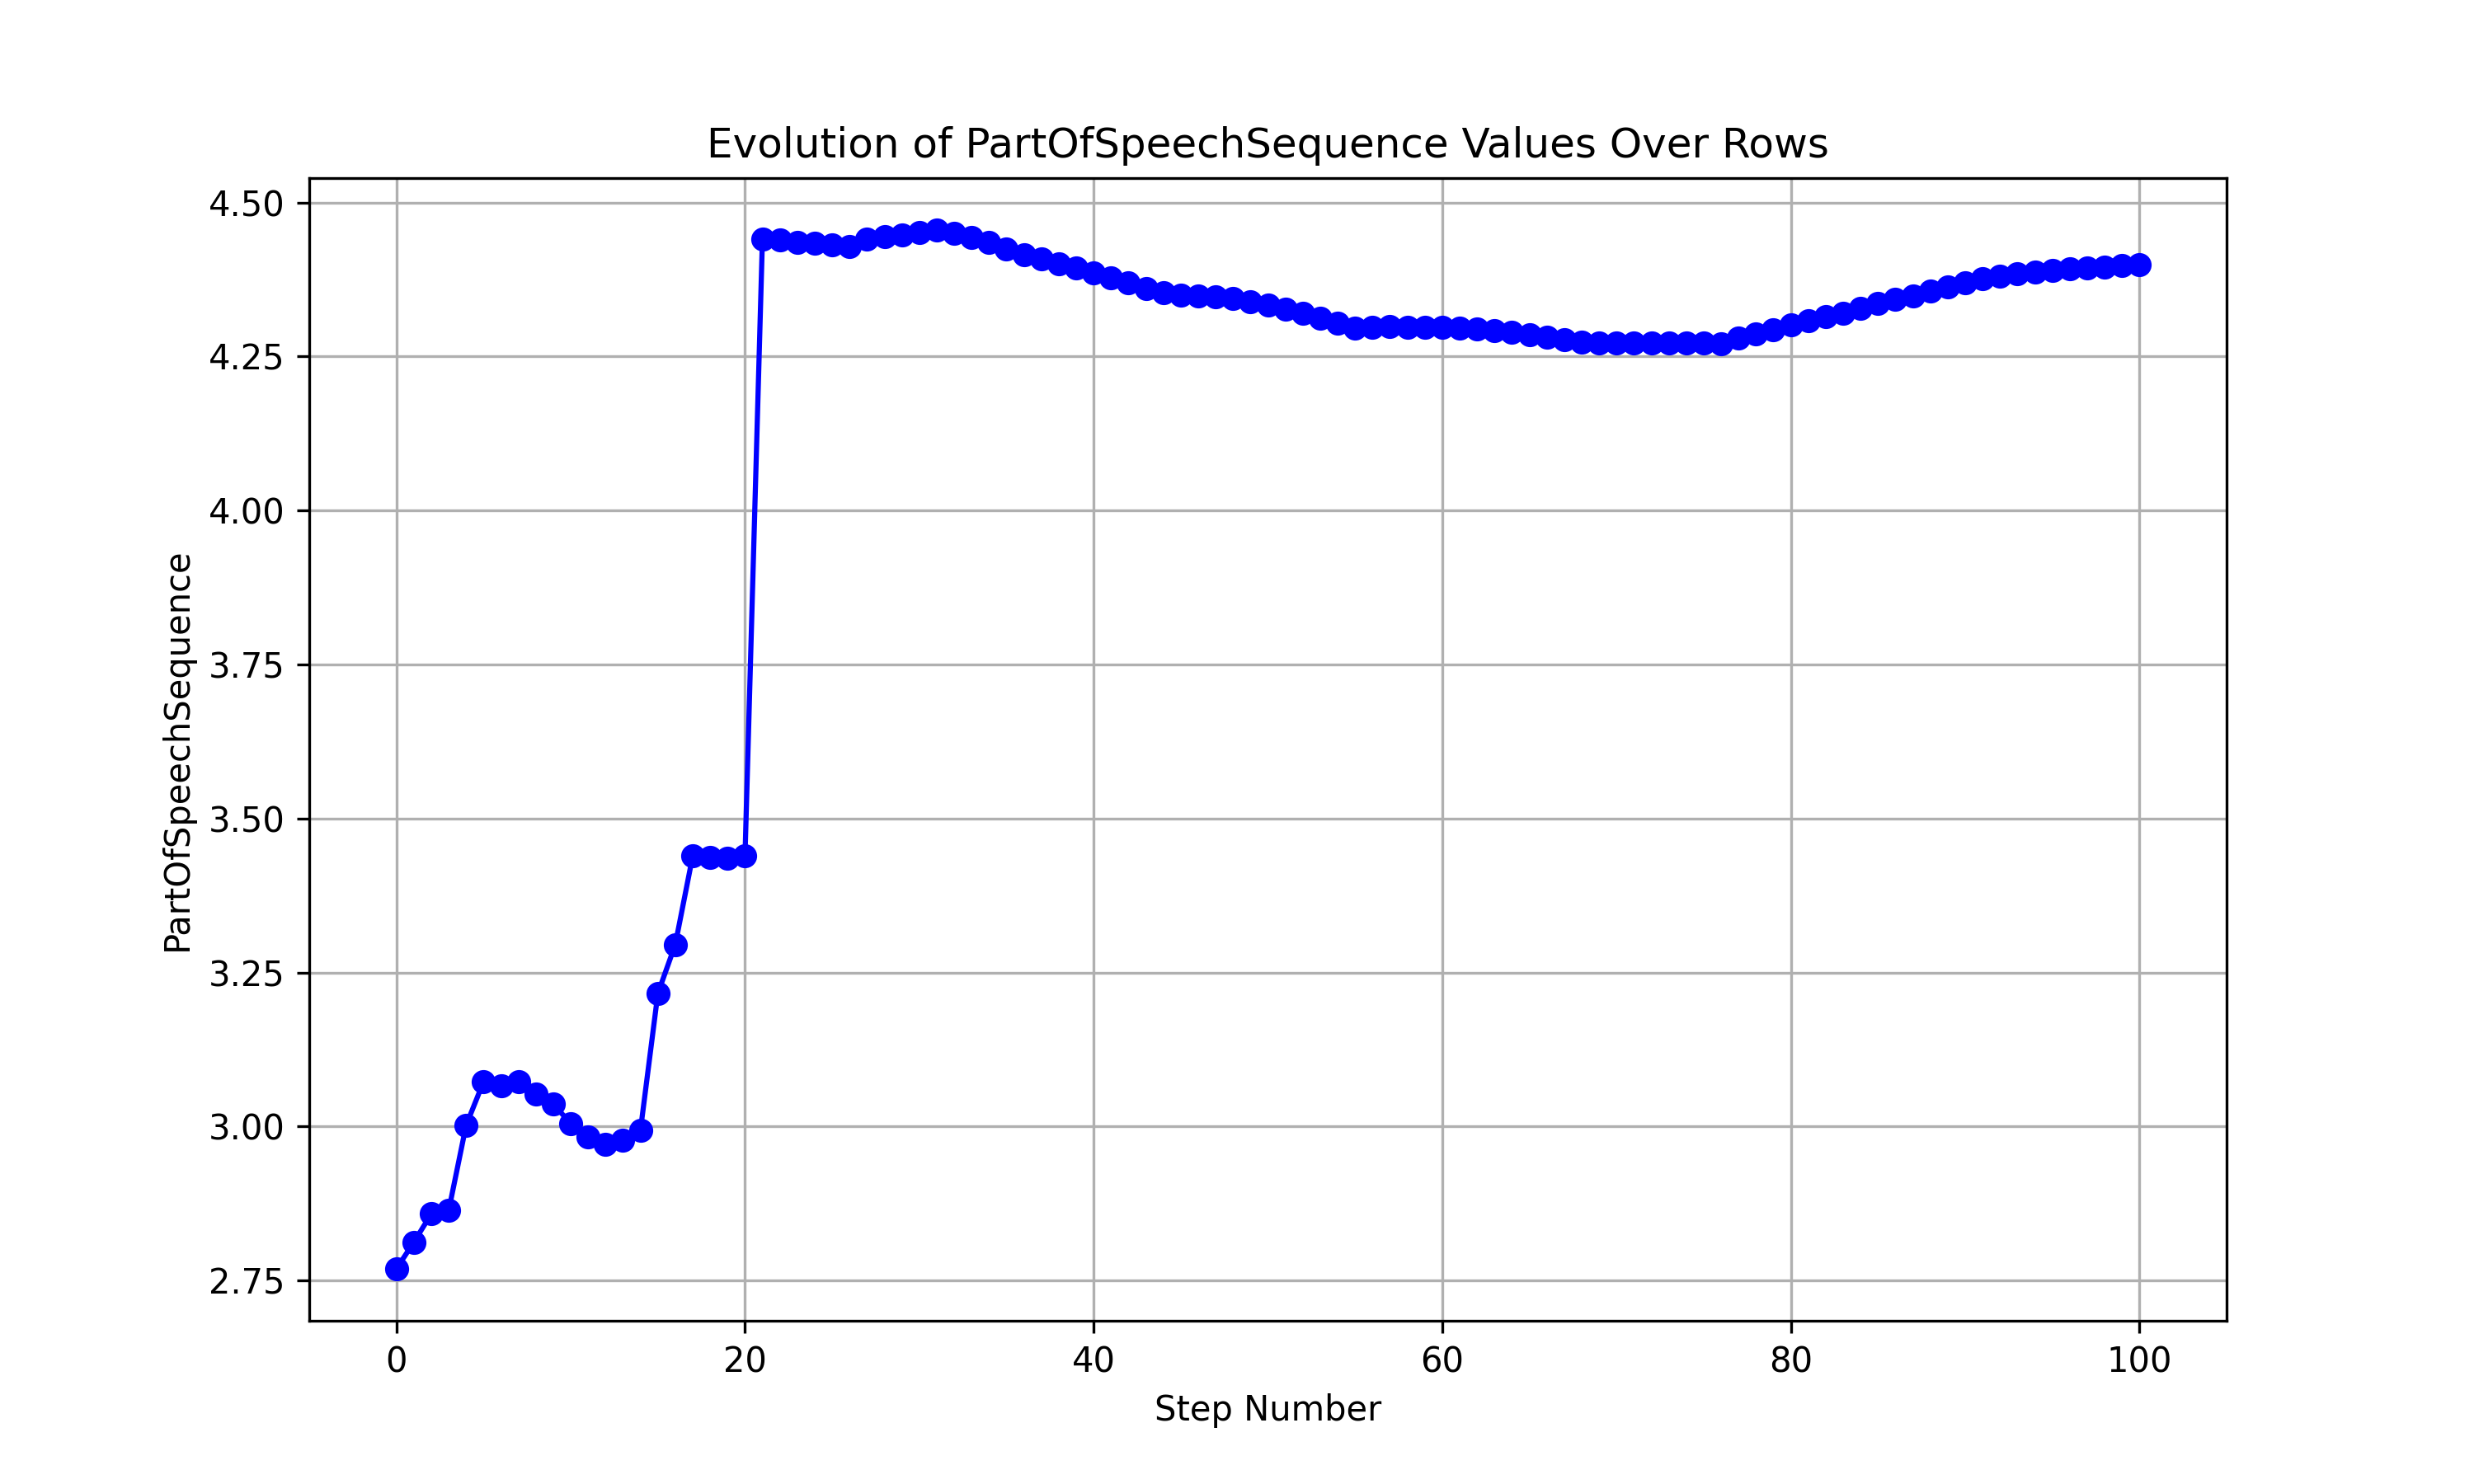 Evolution of PartOfSpeechSequence Values Over Rows
PartOfSpeechSequence
4.50
4.25
4.00
3.75
3.50
3.25
3.00
2.75
0 20 40 60 80 100
Step Number